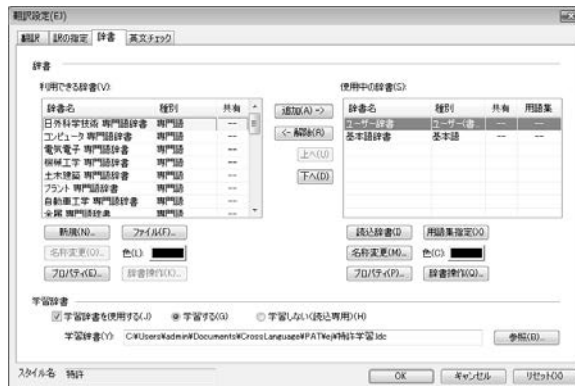 翻訳設定(EJ)
翻訳 訳の指定 辞書 英文チェック
辞書
利用できる辞書(V):
辞書名 種別 共有
日外科学技術 専門語辞書 専門語 --
コンピュータ 専門語辞書 専門語 --
電気電子 専門語辞書 専門語 --
機械工学 専門語辞書 専門語 --
土木建築 専門語辞書 専門語 --
プラント 専門語辞書 専門語 --
自動車工学 専門語辞書 専門語 --
金属 専門語辞書 専門語 --
追加(A) ->
<- 解除(R)
上へ(U)
下へ(D)
使用中の辞書(S):
辞書名 種別 共有 用語集
ユーザー辞書 ユーザー(書... -- --
基本語辞書 基本語 -- --
新規(N)... ファイル(F)...
名称変更(O)... 色(L):
プロパティ(E)... 辞書操作(K)...
読込辞書(I) 用語集指定(X)
名称変更(M)... 色(C):
プロパティ(P)... 辞書操作(Q)...
学習辞書
学習辞書を使用する(J) 学習する(G) 学習しない(読込専用)(H)
学習辞書(Y): C:¥Users¥admin¥Documents¥CrossLanguage¥PAT¥ej¥特許学習.ldc 参照(B)...
スタイル名 特許 OK キャンセル リセット(X)